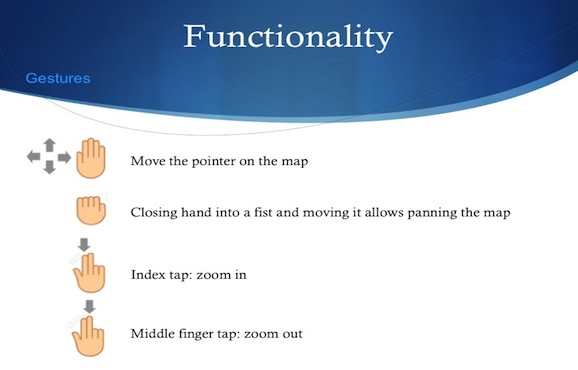 Functionality
Gestures
Move the pointer on the map
Closing hand into a fist and moving it allows panning the map
Index tap: zoom in
Middle finger tap: zoom out